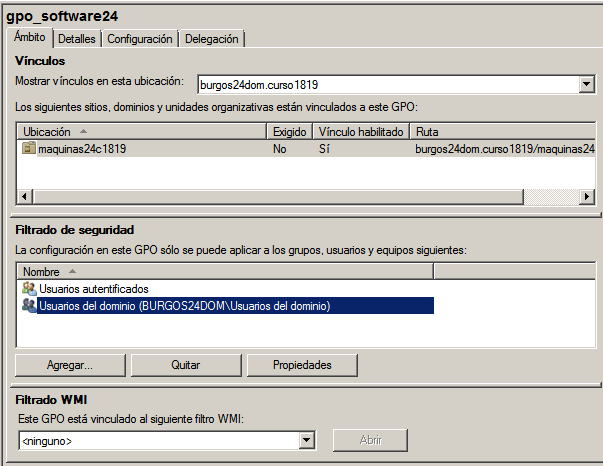 gpo_software24
Ámbito Detalles Configuración Delegación
Vínculos
Mostrar vínculos en esta ubicación: burgos24dom.curso1819
Los siguientes sitios, dominios y unidades organizativas están vinculados a este GPO:
Ubicación Exigido Vínculo habilitado Ruta
maquinas24c1819 No Sí burgos24dom.curso1819/maquinas24
Filtrado de seguridad
La configuración en este GPO sólo se puede aplicar a los grupos, usuarios y equipos siguientes:
Nombre
Usuarios autentificados
Usuarios del dominio (BURGOS24DOM\Usuarios del dominio)
Agregar... Quitar Propiedades
Filtrado WMI
Este GPO está vinculado al siguiente filtro WMI:
<ninguno> Abrir